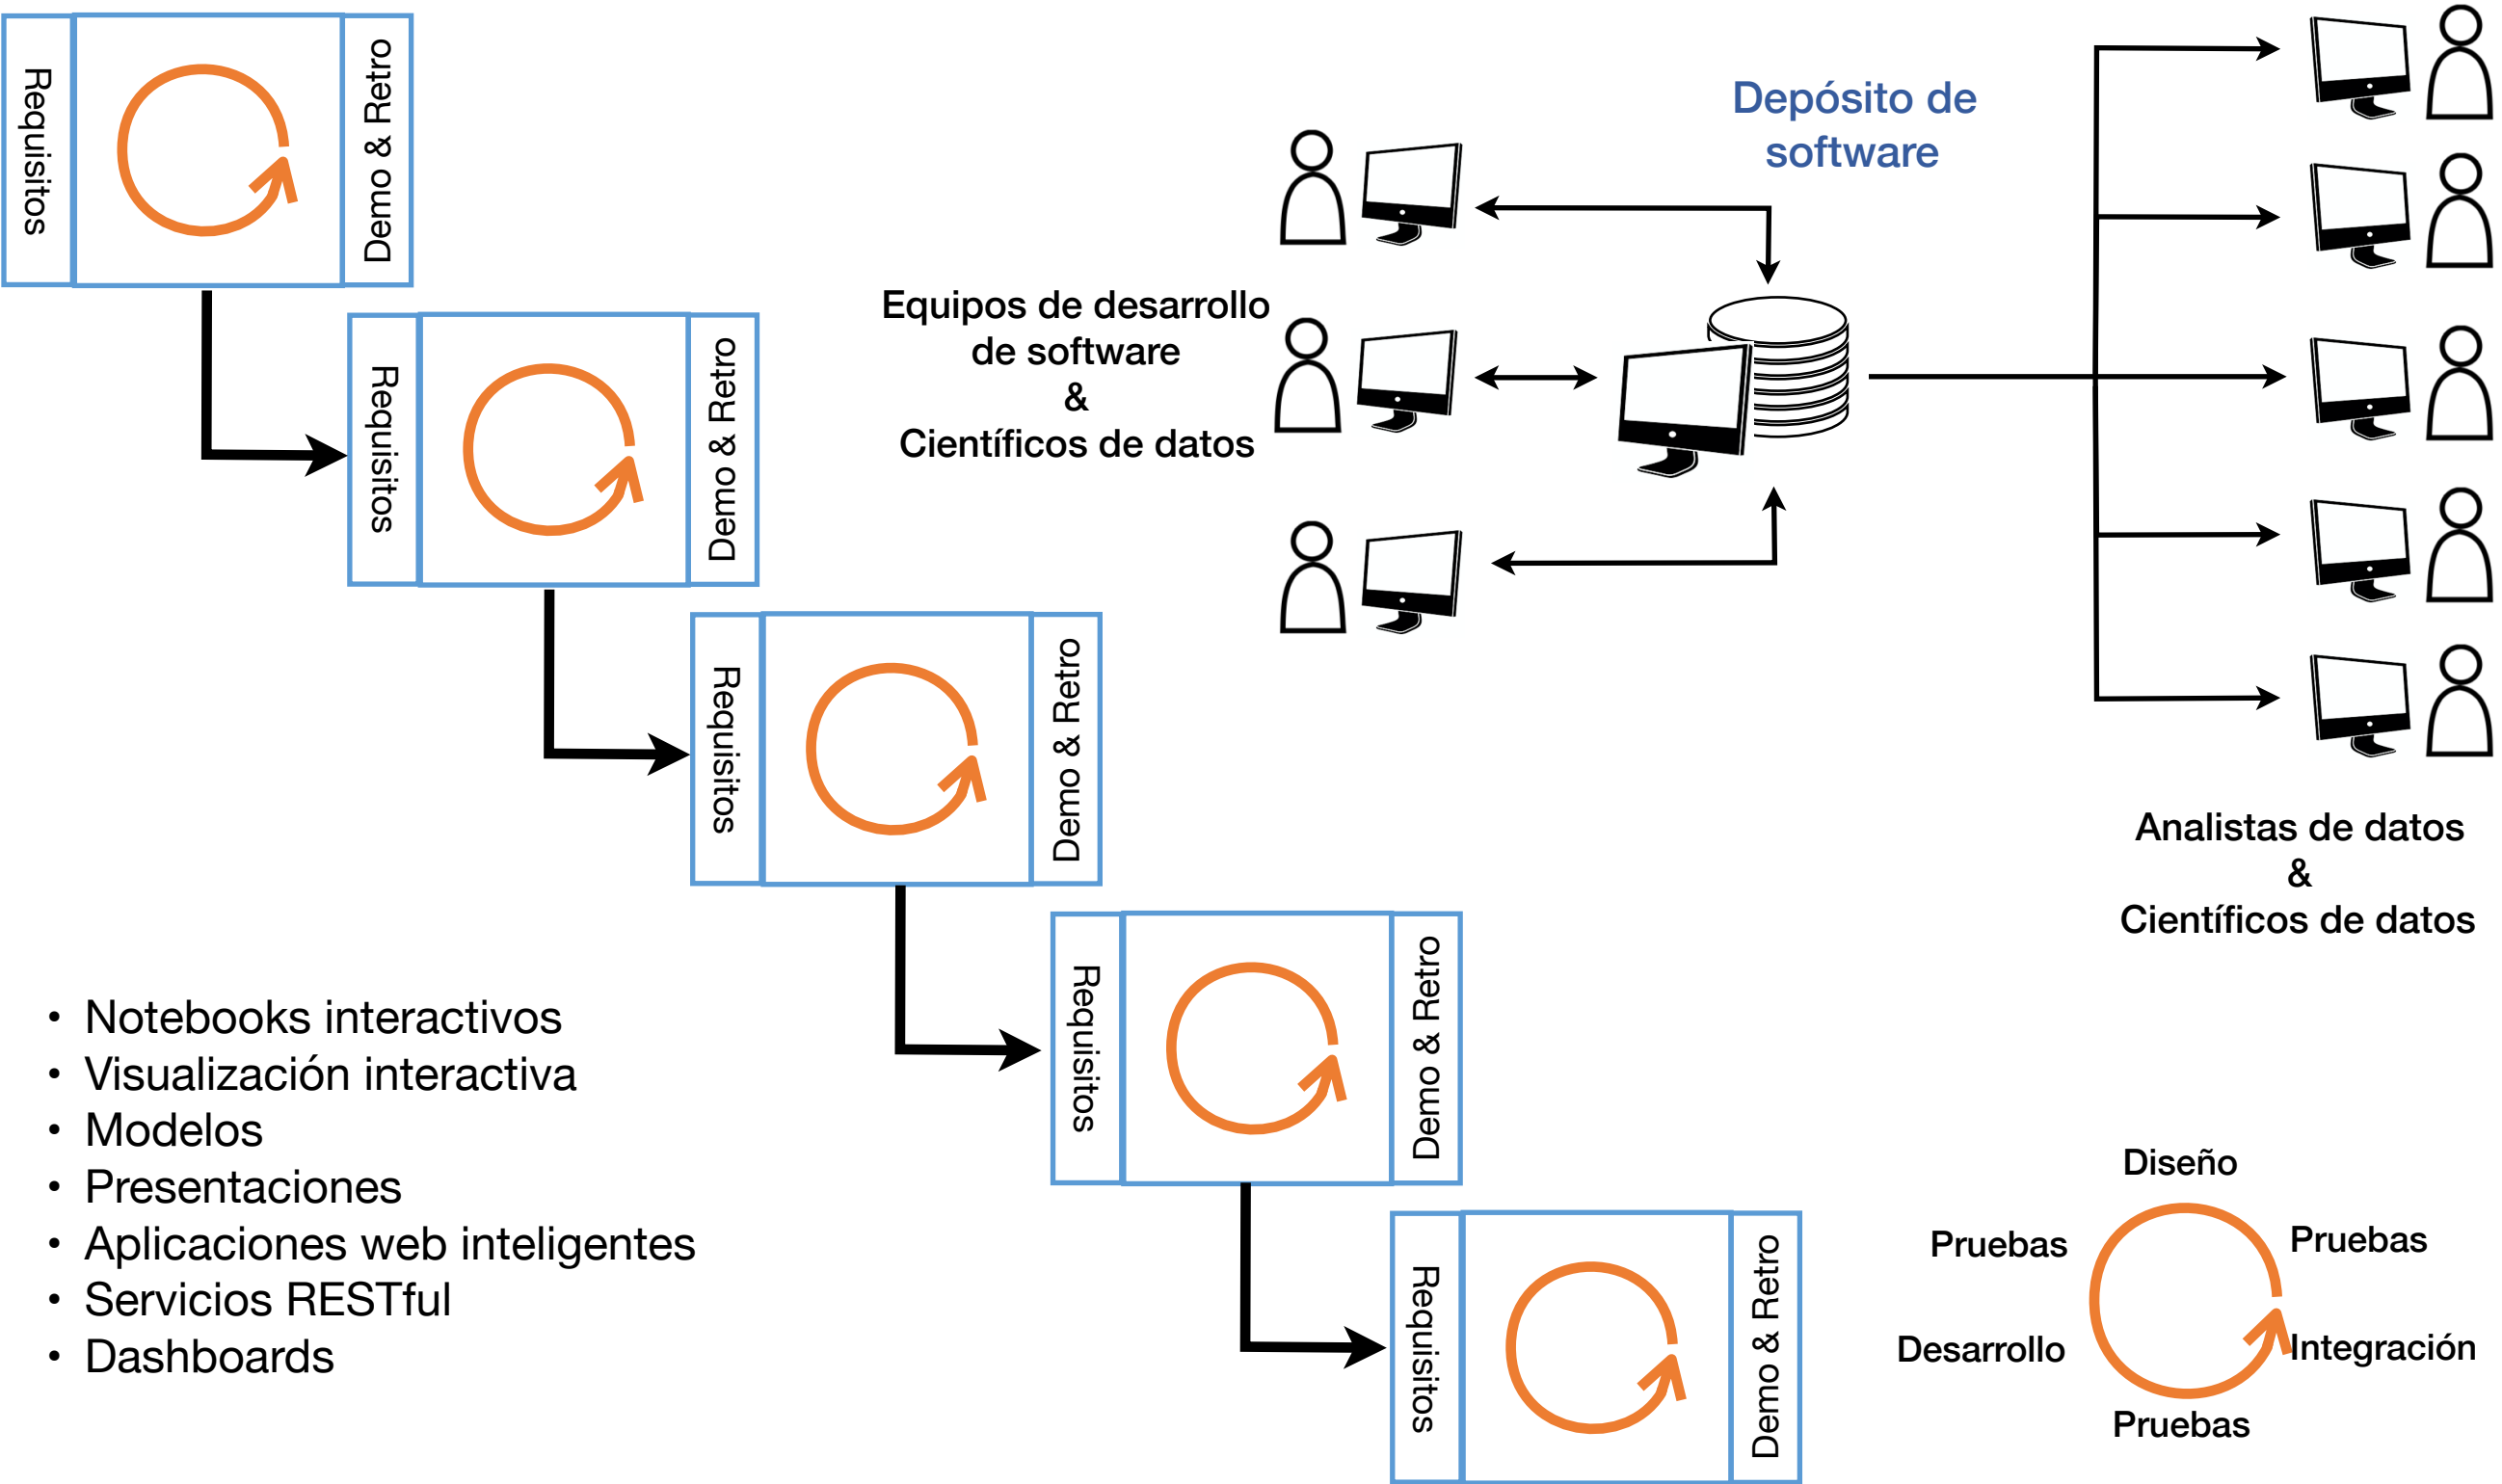 Requisitos
Demo & Retro
Requisitos
Demo & Retro
Requisitos
Demo & Retro
Requisitos
Demo & Retro
Requisitos
Demo & Retro
Equipos de desarrollo
de software
&
Científicos de datos
Depósito de
software
Analistas de datos
&
Científicos de datos
• Notebooks interactivos
• Visualización interactiva
• Modelos
• Presentaciones
• Aplicaciones web inteligentes
• Servicios RESTful
• Dashboards
Diseño
Pruebas
Pruebas
Desarrollo
Integración
Pruebas